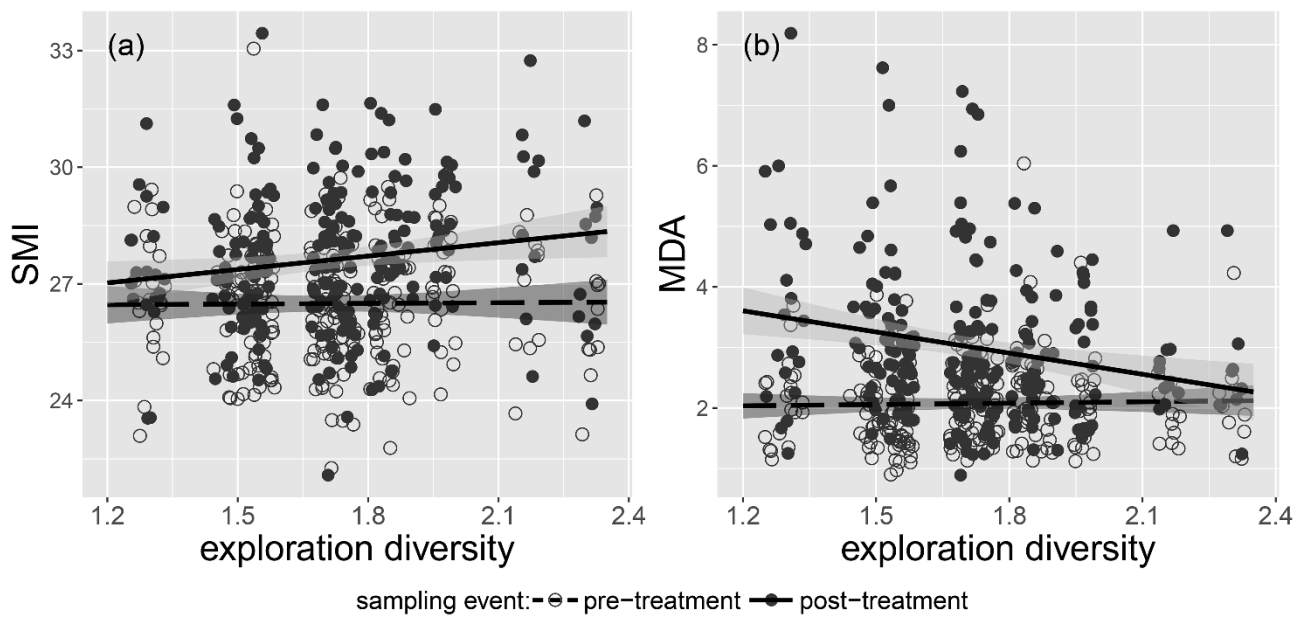 (a)
SMI
33
30
27
24
1.2 1.5 1.8 2.1 2.4
exploration diversity
(b)
MDA
8
6
4
2
1.2 1.5 1.8 2.1 2.4
exploration diversity
sampling event: pre-treatment post-treatment